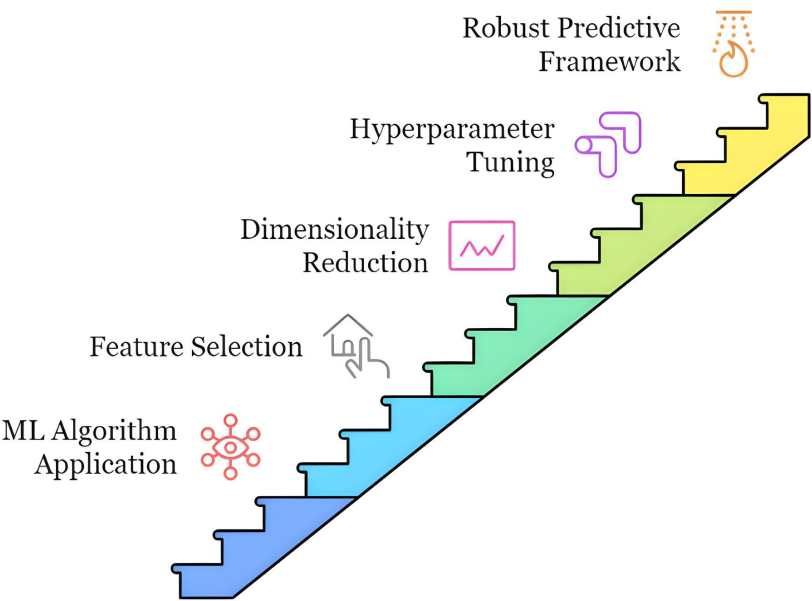 Robust Predictive
Framework
Hyperparameter
Tuning
Dimensionality
Reduction
Feature Selection
ML Algorithm
Application